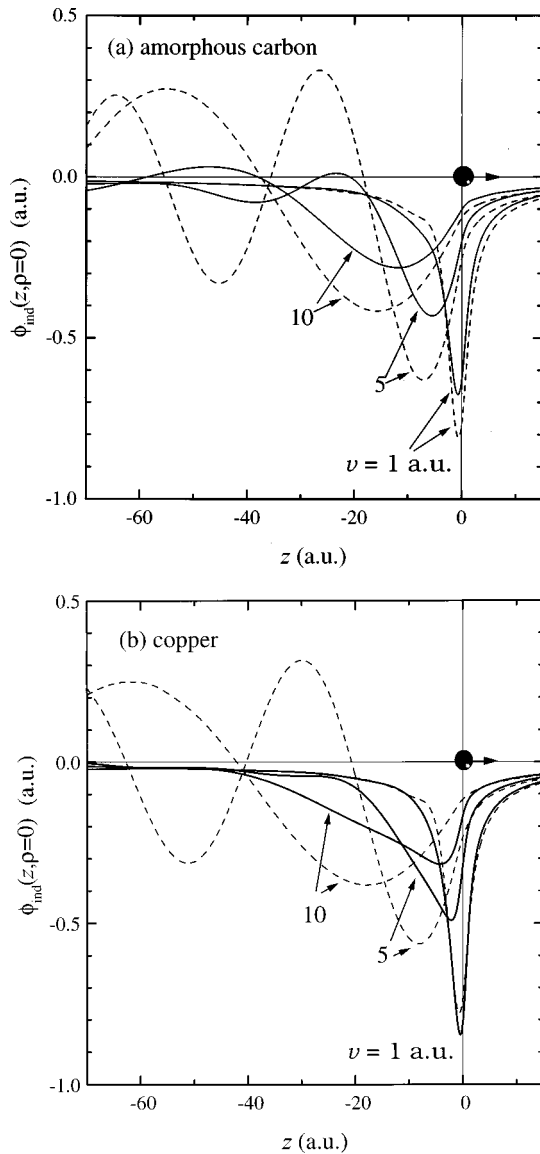 0.5
(a) amorphous carbon
0.0
ϕind(z,ρ=0) (a.u.)
10
-0.5
5
v = 1 a.u.
-1.0
-60 -40 -20 0
z (a.u.)
0.5
(b) copper
0.0
ϕind(z,ρ=0) (a.u.)
10
-0.5
5
v = 1 a.u.
-1.0
-60 -40 -20 0
z (a.u.)